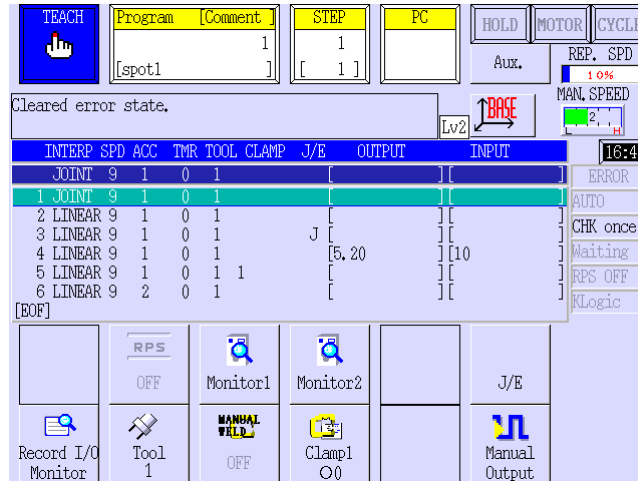 TEACH
Program [Comment ]
1
[spot1 ]
STEP
1
[ 1 ]
PC
HOLD
MOTOR
CYCLE
Aux.
REP. SPD
10%
Cleared error state.
Lv2
BASE
MAN. SPEED
2
L H
INTERP SPD ACC TMR TOOL CLAMP J/E OUTPUT INPUT
16:4
JOINT 9 1 0 1 [ ][ ]
1 JOINT 9 1 0 1 [ ][ ]
2 LINEAR 9 1 0 1 [ ][ ]
3 LINEAR 9 1 0 1 J [ ][ ]
4 LINEAR 9 1 0 1 [5.20 ][10 ]
5 LINEAR 9 1 0 1 1 [ ][ ]
6 LINEAR 9 2 0 1 [ ][ ]
[EOF]
ERROR
AUTO
CHK once
Waiting
RPS OFF
KLogic
RPS
OFF
Monitor1
Monitor2
J/E
Record I/O
Monitor
Tool
1
MANUAL
WELD
OFF
Clamp1
OO
Manual
Output